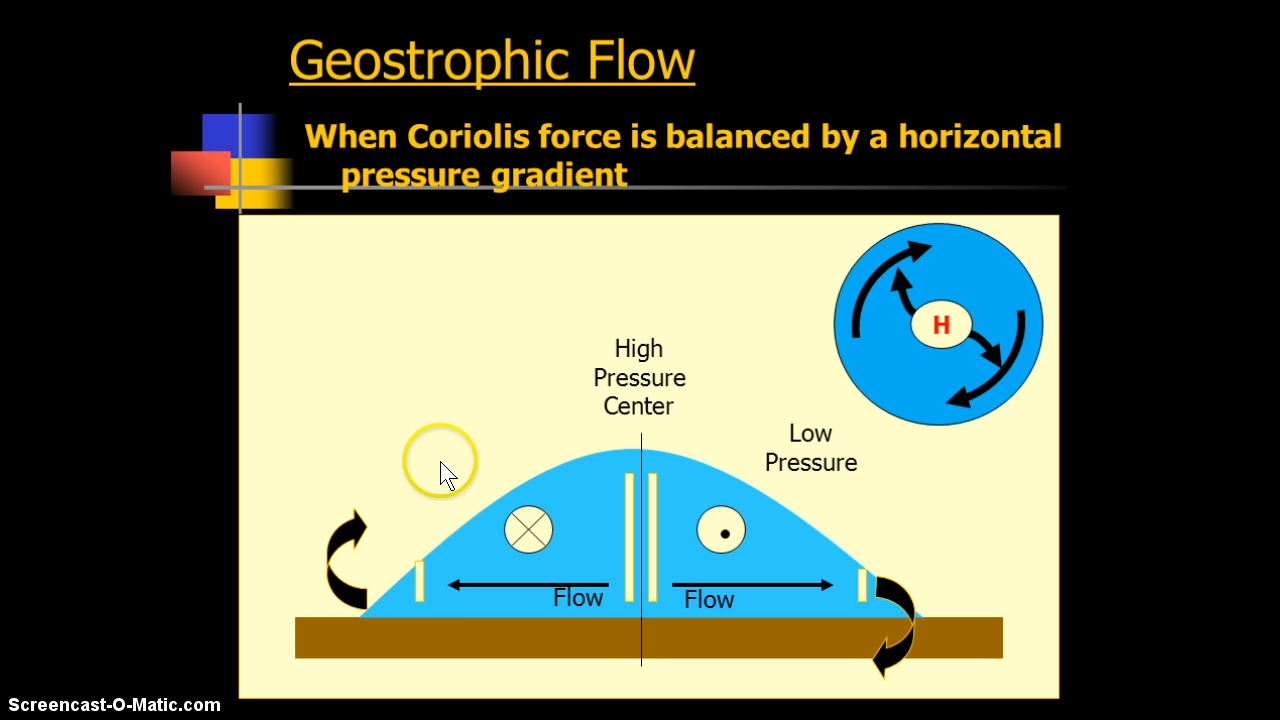 Geostrophic Flow
When Coriolis force is balanced by a horizontal
pressure gradient
H
High
Pressure
Center
Low
Pressure
Flow
Flow
Screencast-O-Matic.com